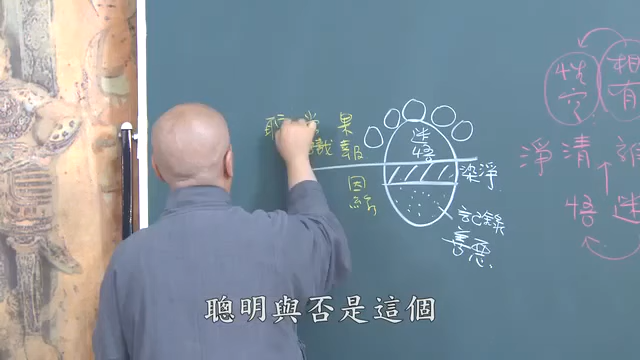 果報
因緣
迷悟
染淨
記錄
善惡
性空
相有
清淨
悟
迷
聰明與否是這個